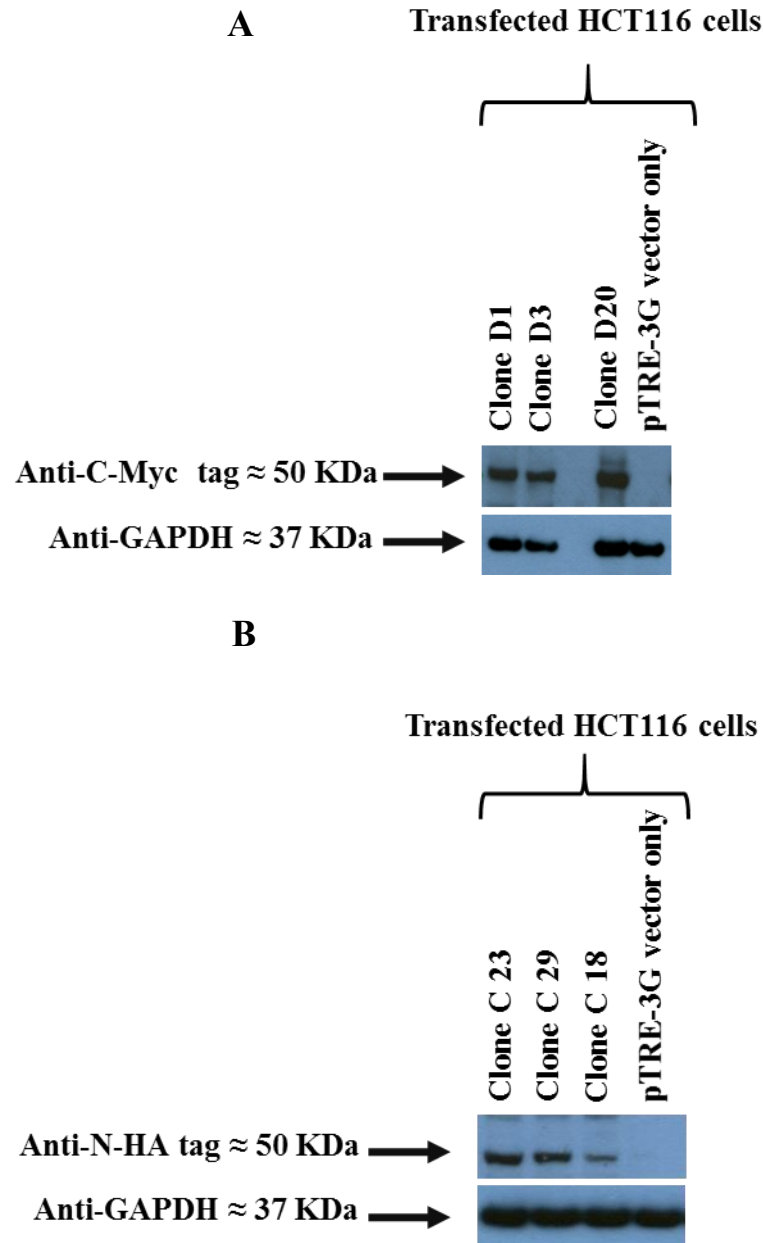 A
Transfected HCT116 cells
Clone D1
Clone D3
Clone D20
pTRE-3G vector only
Anti-C-Myc tag ≈ 50 KDa
Anti-GAPDH ≈ 37 KDa
B
Transfected HCT116 cells
Clone C 23
Clone C 29
Clone C 18
pTRE-3G vector only
Anti-N-HA tag ≈ 50 KDa
Anti-GAPDH ≈ 37 KDa